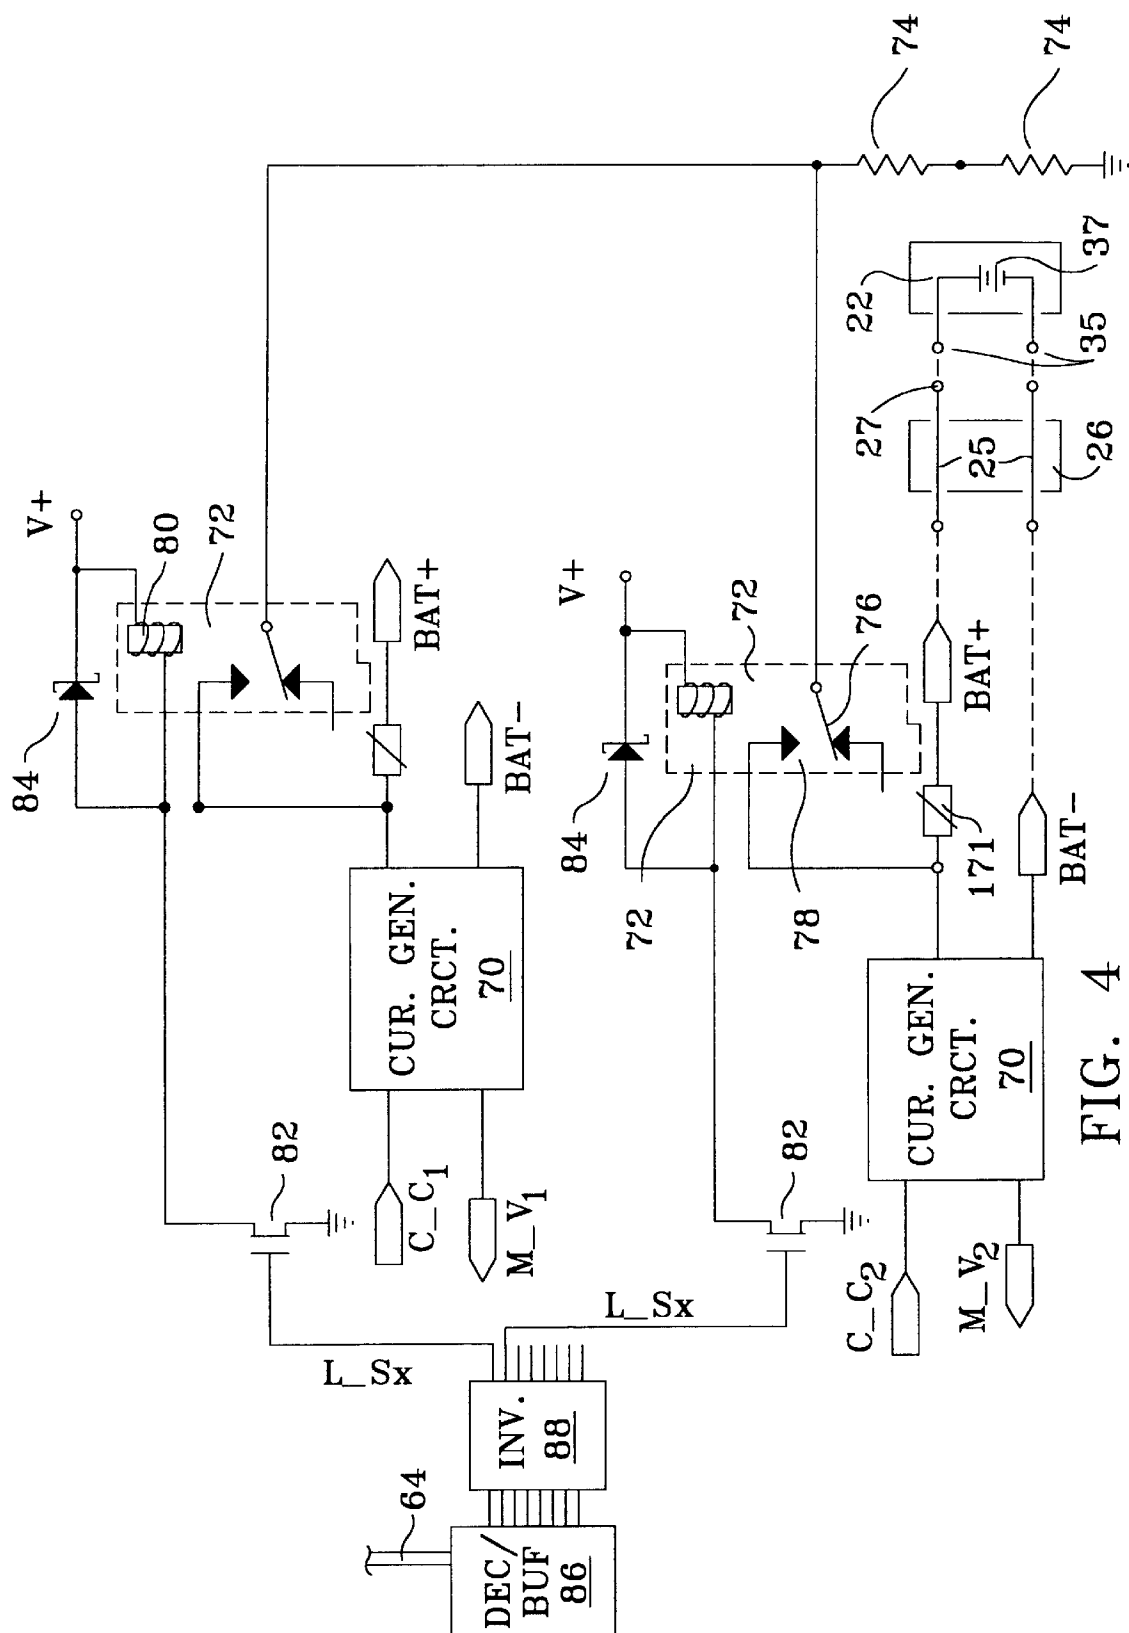 74
74
V+
84
80
72
BAT+
BAT-
CUR. GEN.
CRCT.
70
C_C1
M_V1
82
L_Sx
V+
84
72
72
76
78
BAT+
171
BAT-
22
37
35
27
25
26
CUR. GEN.
CRCT.
70
C_C2
M_V2
82
L_Sx
INV.
88
64
DEC/
BUF
86
FIG. 4